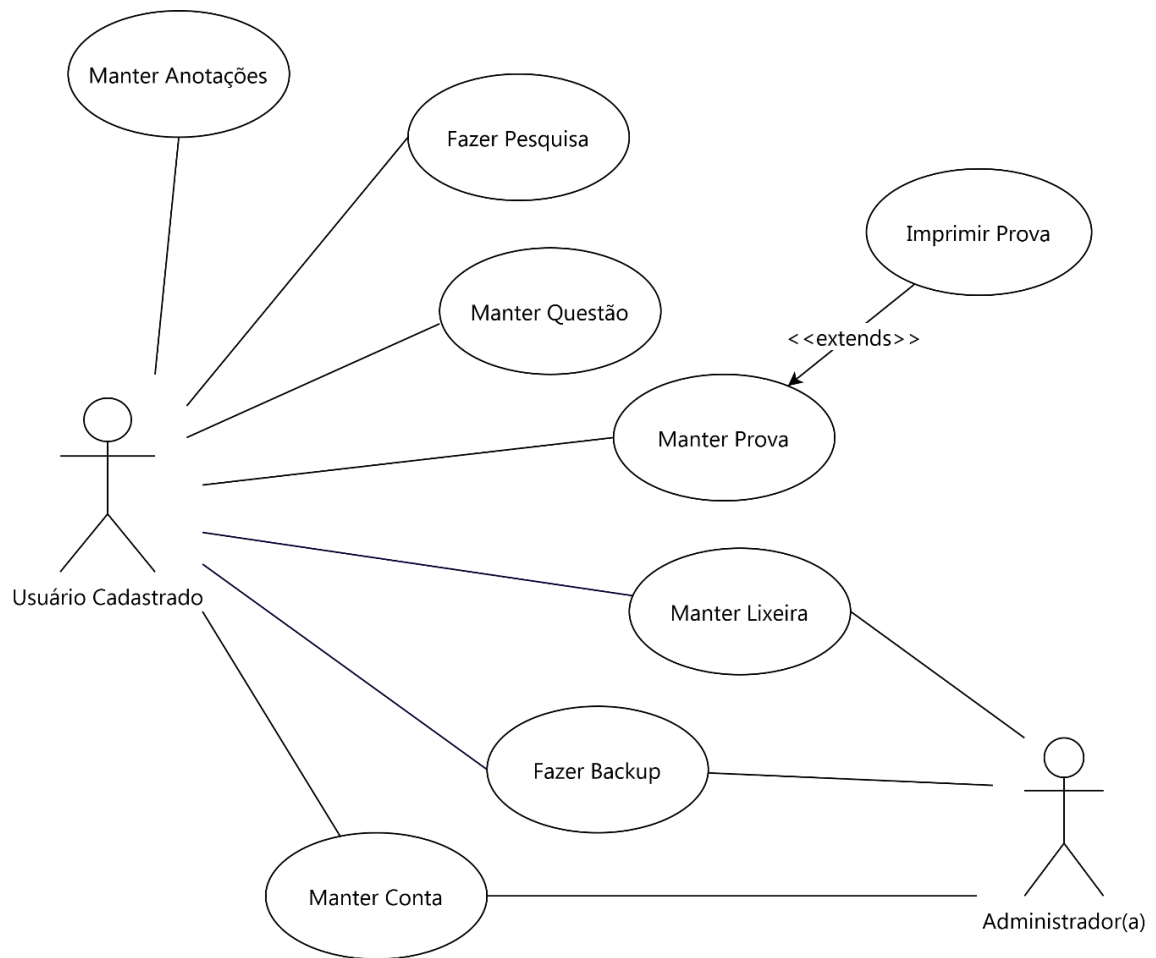 Manter Anotações
Fazer Pesquisa
Imprimir Prova
Manter Questão
<<extends>>
Manter Prova
Usuário Cadastrado
Manter Lixeira
Fazer Backup
Manter Conta
Administrador(a)